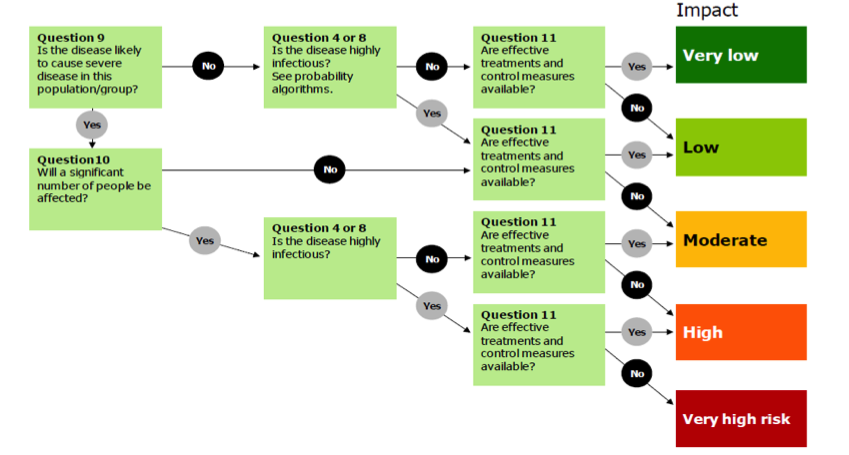 Impact
Question 9
Is the disease likely
to cause severe
disease in this
population/group?
No
Question 4 or 8
Is the disease highly
infectious?
See probability
algorithms.
No
Question 11
Are effective
treatments and
control measures
available?
Yes
Very low
Yes
Yes
No
Question 11
Are effective
treatments and
control measures
available?
Yes
Low
Question10
Will a significant
number of people be
affected?
No
No
Yes
Question 4 or 8
Is the disease highly
infectious?
No
Question 11
Are effective
treatments and
control measures
available?
Yes
Moderate
No
Yes
Question 11
Are effective
treatments and
control measures
available?
Yes
High
No
Very high risk